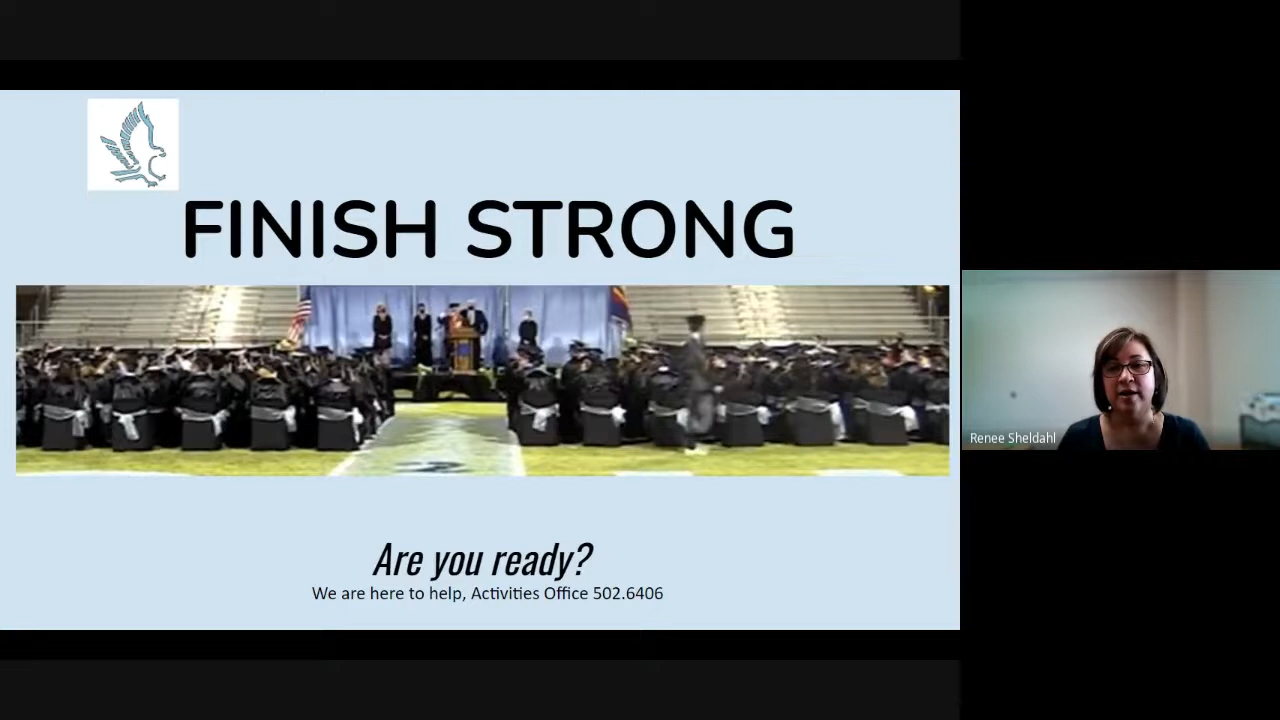 FINISH STRONG
Are you ready?
We are here to help, Activities Office 502.6406
Renee Sheldahl